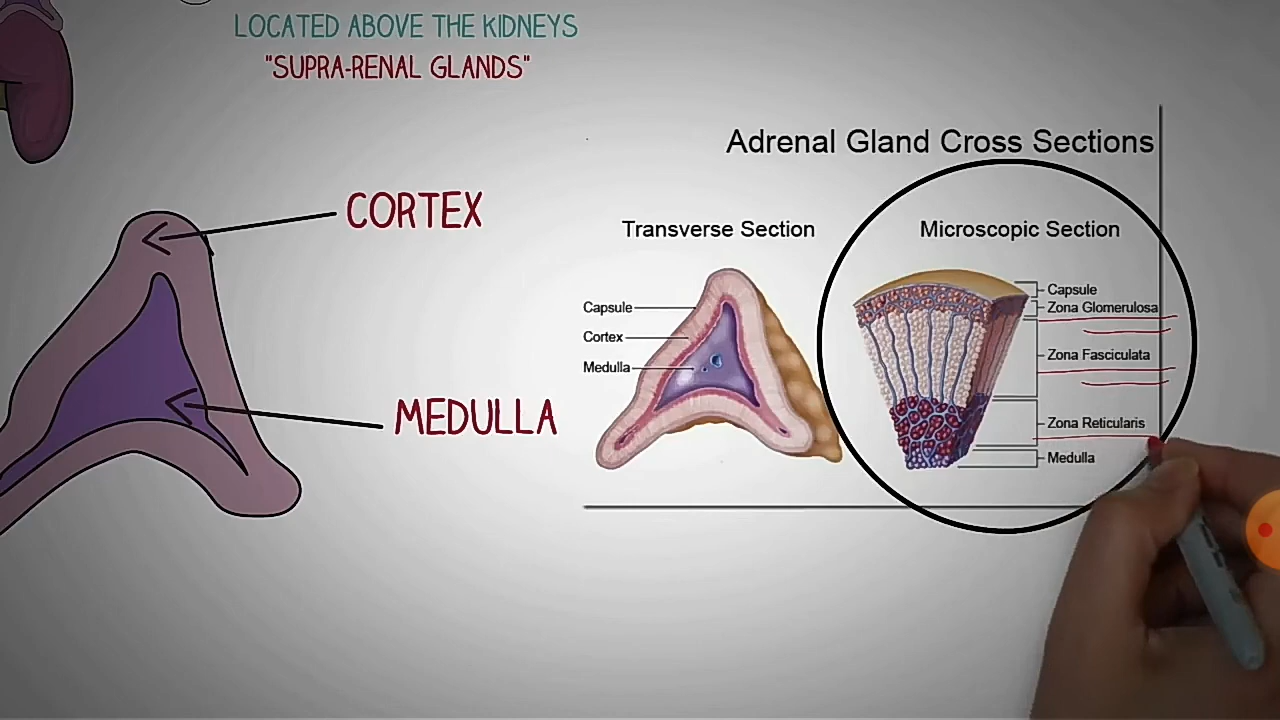 LOCATED ABOVE THE KIDNEYS
"SUPRA-RENAL GLANDS"
CORTEX
MEDULLA
Adrenal Gland Cross Sections
Transverse Section
Capsule
Cortex
Medulla
Microscopic Section
Capsule
Zona Glomerulosa
Zona Fasciculata
Zona Reticularis
Medulla